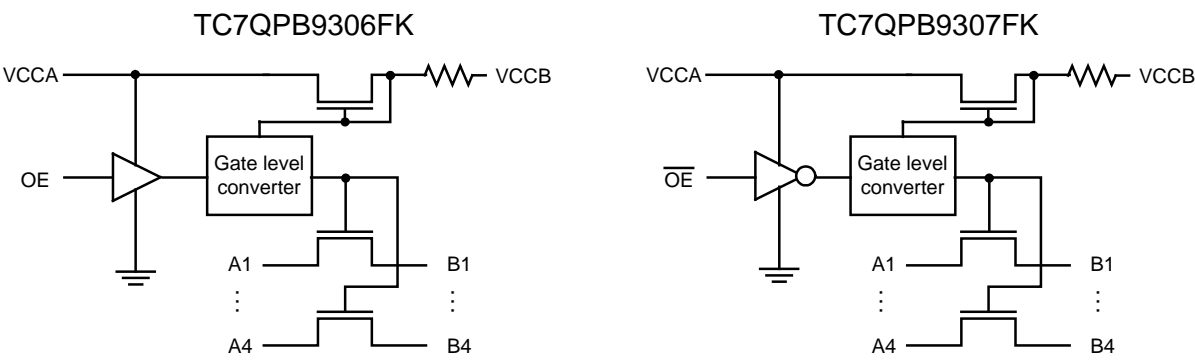 TC7QPB9306FK
VCCA
VCCB
OE
Gate level
converter
A1
B1
⋮
⋮
A4
B4
TC7QPB9307FK
VCCA
VCCB
O̅E̅
Gate level
converter
A1
B1
⋮
⋮
A4
B4